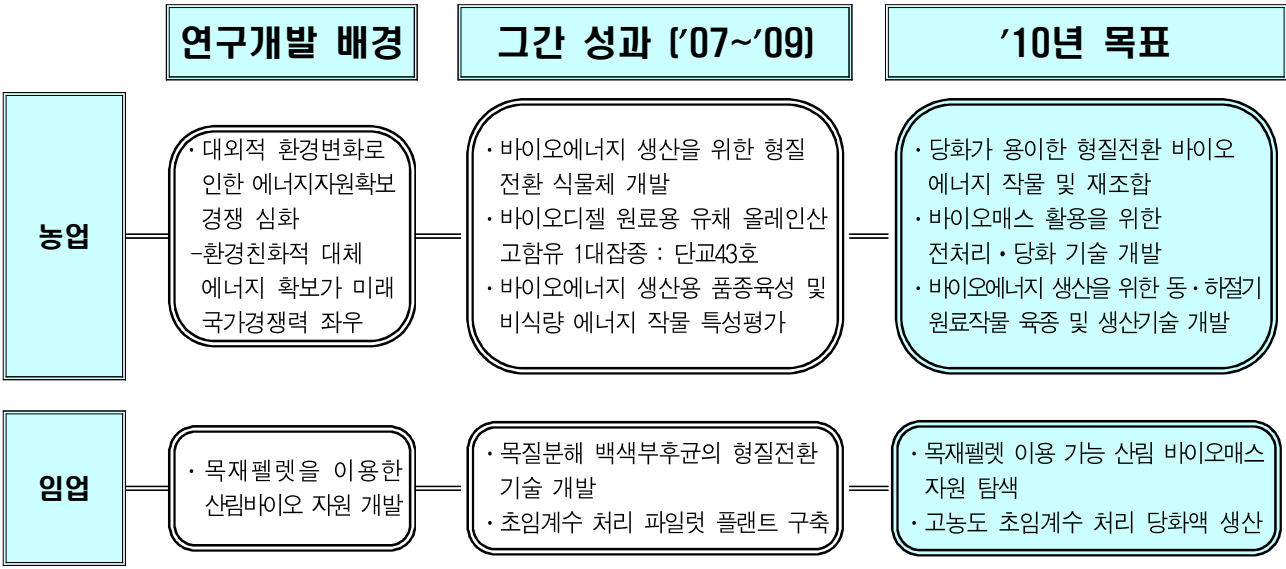 연구개발 배경
그간 성과 ('07~'09)
'10년 목표
농업
· 대외적 환경변화로
인한 에너지자원확보
경쟁 심화
-환경친화적 대체
에너지 확보가 미래
국가경쟁력 좌우
· 바이오에너지 생산을 위한 형질
전환 식물체 개발
· 바이오디젤 원료용 유채 올레인산
고함유 1대잡종 : 단교43호
· 바이오에너지 생산용 품종육성 및
비식량 에너지 작물 특성평가
· 당화가 용이한 형질전환 바이오
에너지 작물 및 재조합
· 바이오매스 활용을 위한
전처리·당화 기술 개발
· 바이오에너지 생산을 위한 동·하절기
원료작물 육종 및 생산기술 개발
임업
· 목재펠렛을 이용한
산림바이오 자원 개발
· 목질분해 백색부후균의 형질전환
기술 개발
· 초임계수 처리 파일럿 플랜트 구축
· 목재펠렛 이용 가능 산림 바이오매스
자원 탐색
· 고농도 초임계수 처리 당화액 생산